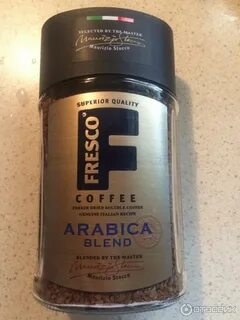 SELECTED BY THE MASTER
Maurizio Stocco
SUPERIOR QUALITY
FRESCO
F
COFFEE
FREEZE DRIED SOLUBLE COFFEE
GENUINE ITALIAN RECIPE
ARABICA
BLEND
BLENDED BY THE MASTER
Maurizio Stocco
ОТЗОВИК